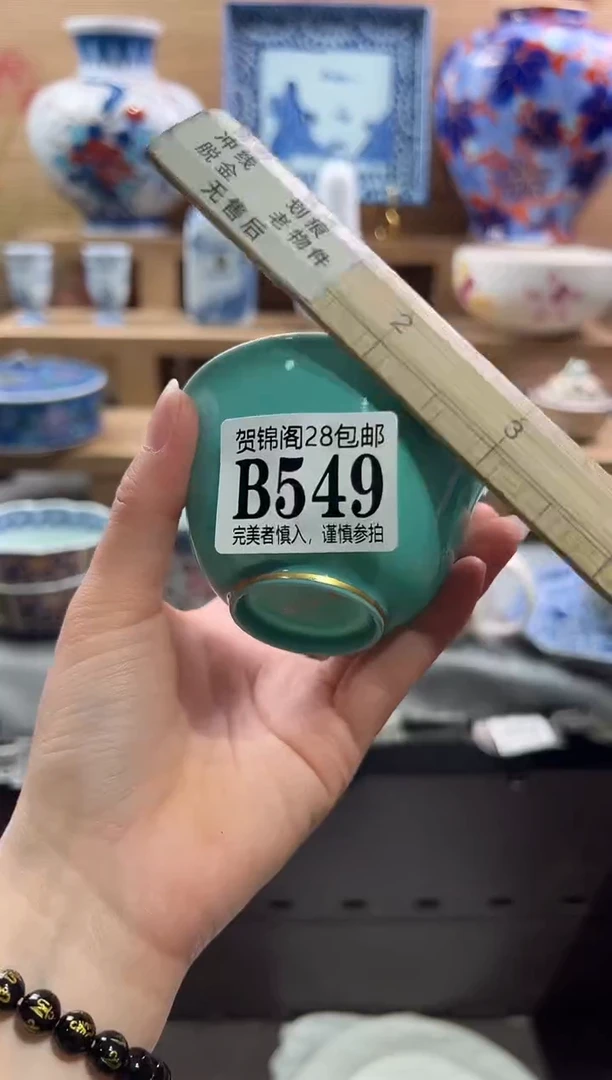 冲线 划痕
脱金 老物件
无售后
2
3
贺锦阁28包邮
B549
完美者慎入，谨慎参拍